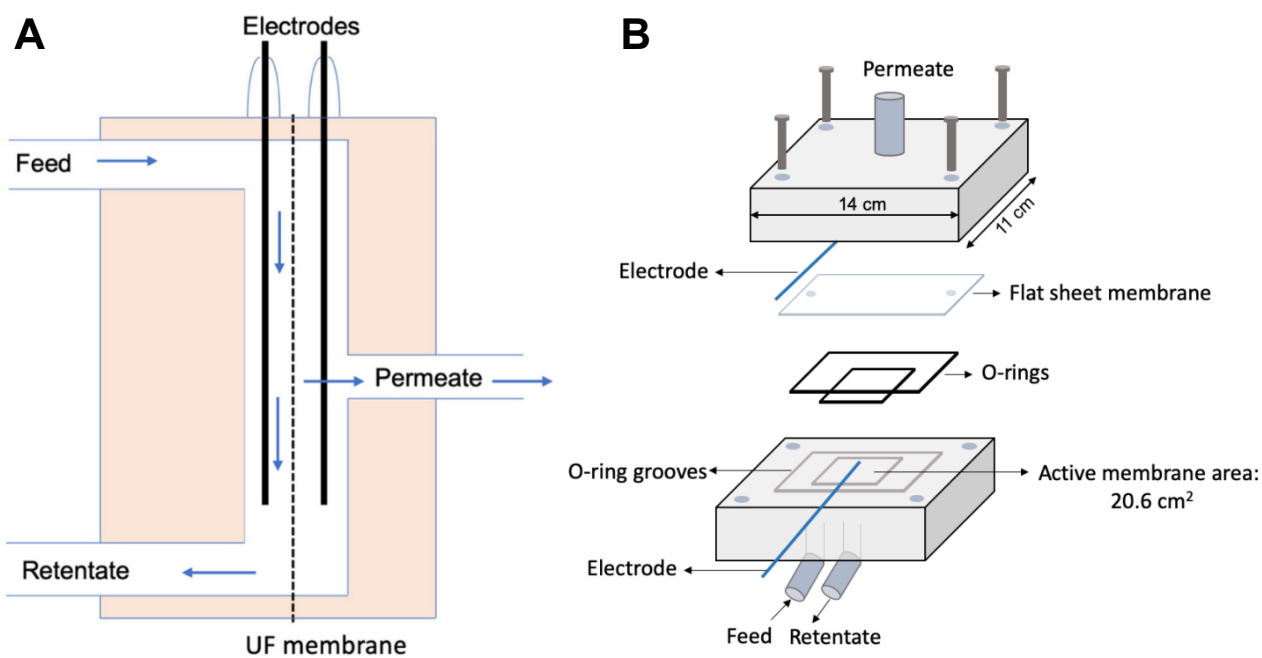 A
Electrodes
Feed
Permeate
Retentate
UF membrane
B
Permeate
14 cm
11 cm
Electrode
Flat sheet membrane
O-rings
O-ring grooves
Active membrane area:
20.6 cm²
Electrode
Feed
Retentate